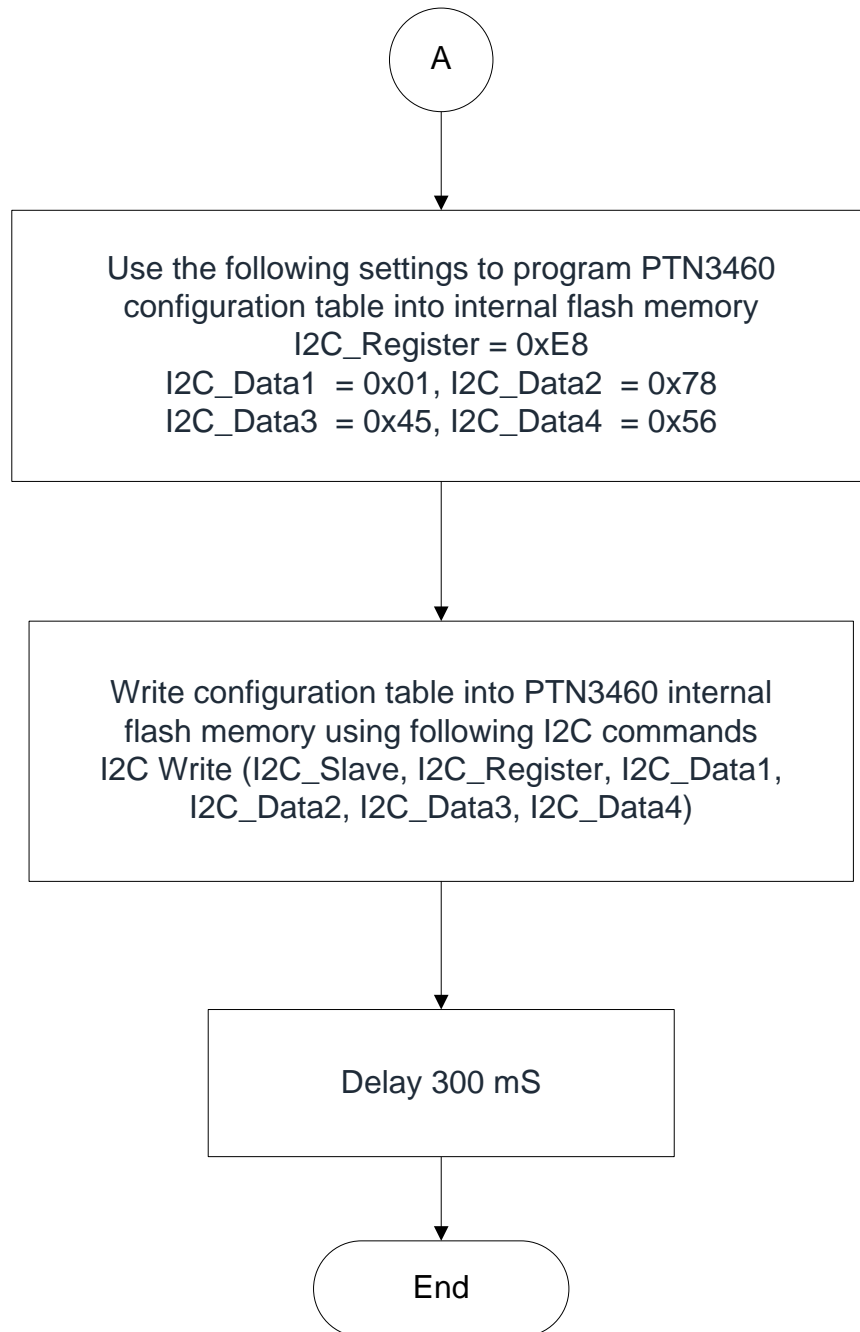 A
Use the following settings to program PTN3460
configuration table into internal flash memory
I2C_Register = 0xE8
I2C_Data1  = 0x01, I2C_Data2  = 0x78
I2C_Data3  = 0x45, I2C_Data4  = 0x56
Write configuration table into PTN3460 internal
flash memory using following I2C commands
I2C Write (I2C_Slave, I2C_Register, I2C_Data1,
I2C_Data2, I2C_Data3, I2C_Data4)
Delay 300 mS
End